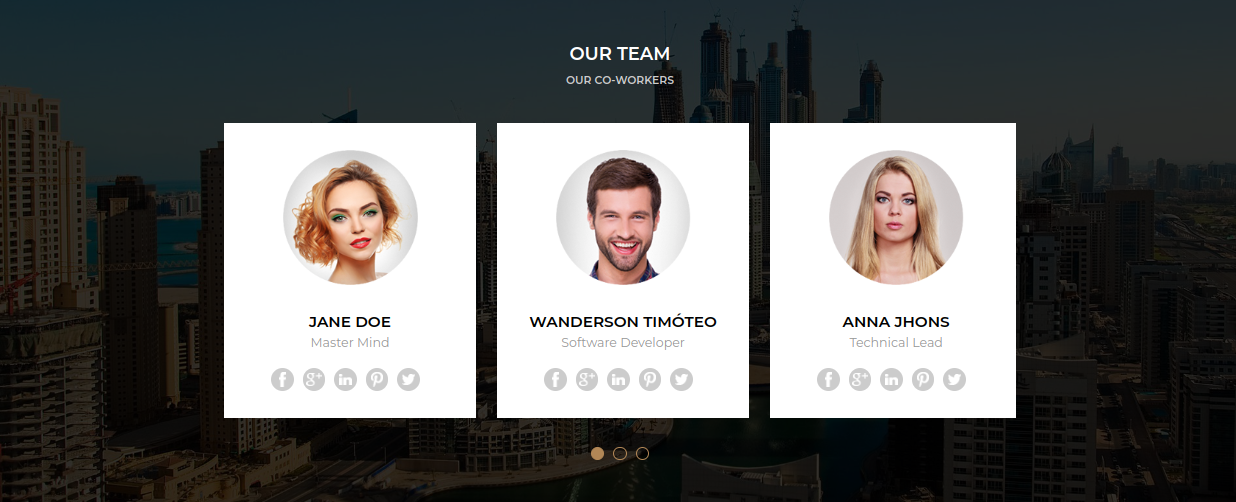 OUR TEAM
OUR CO-WORKERS
JANE DOE
Master Mind
WANDERSON TIMÓTEO
Software Developer
ANNA JHONS
Technical Lead